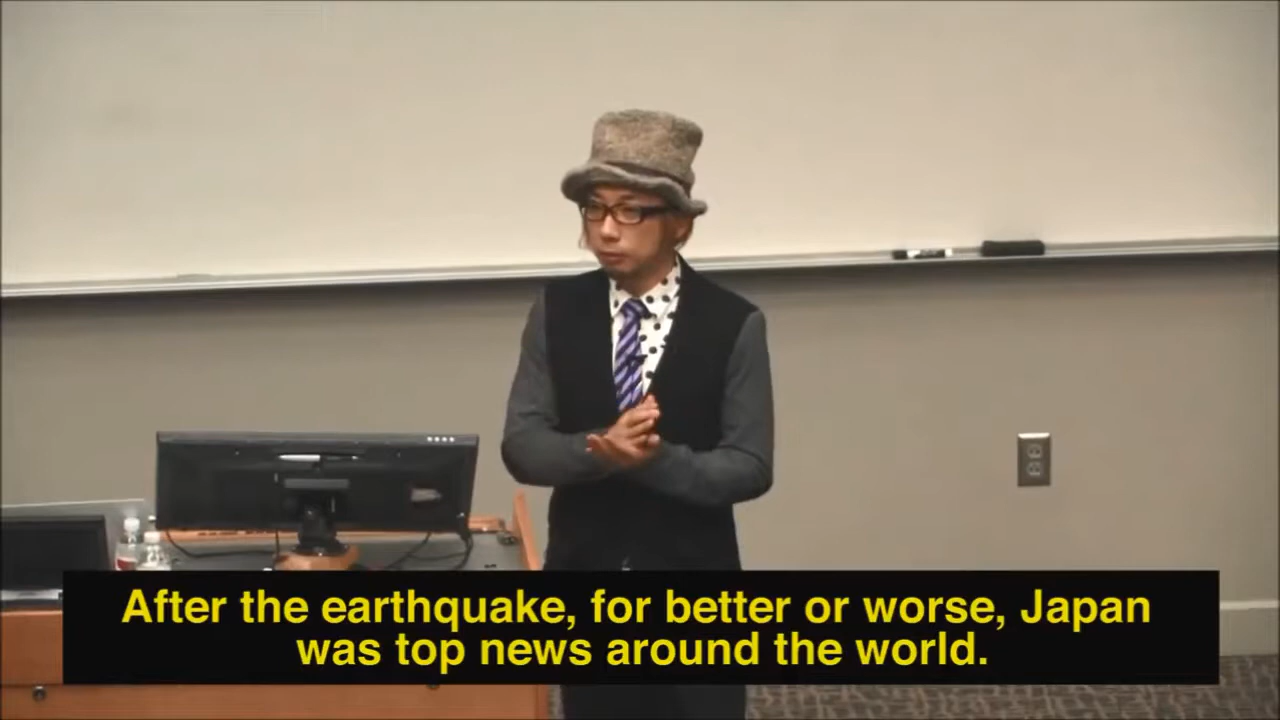 After the earthquake, for better or worse, Japan
was top news around the world.